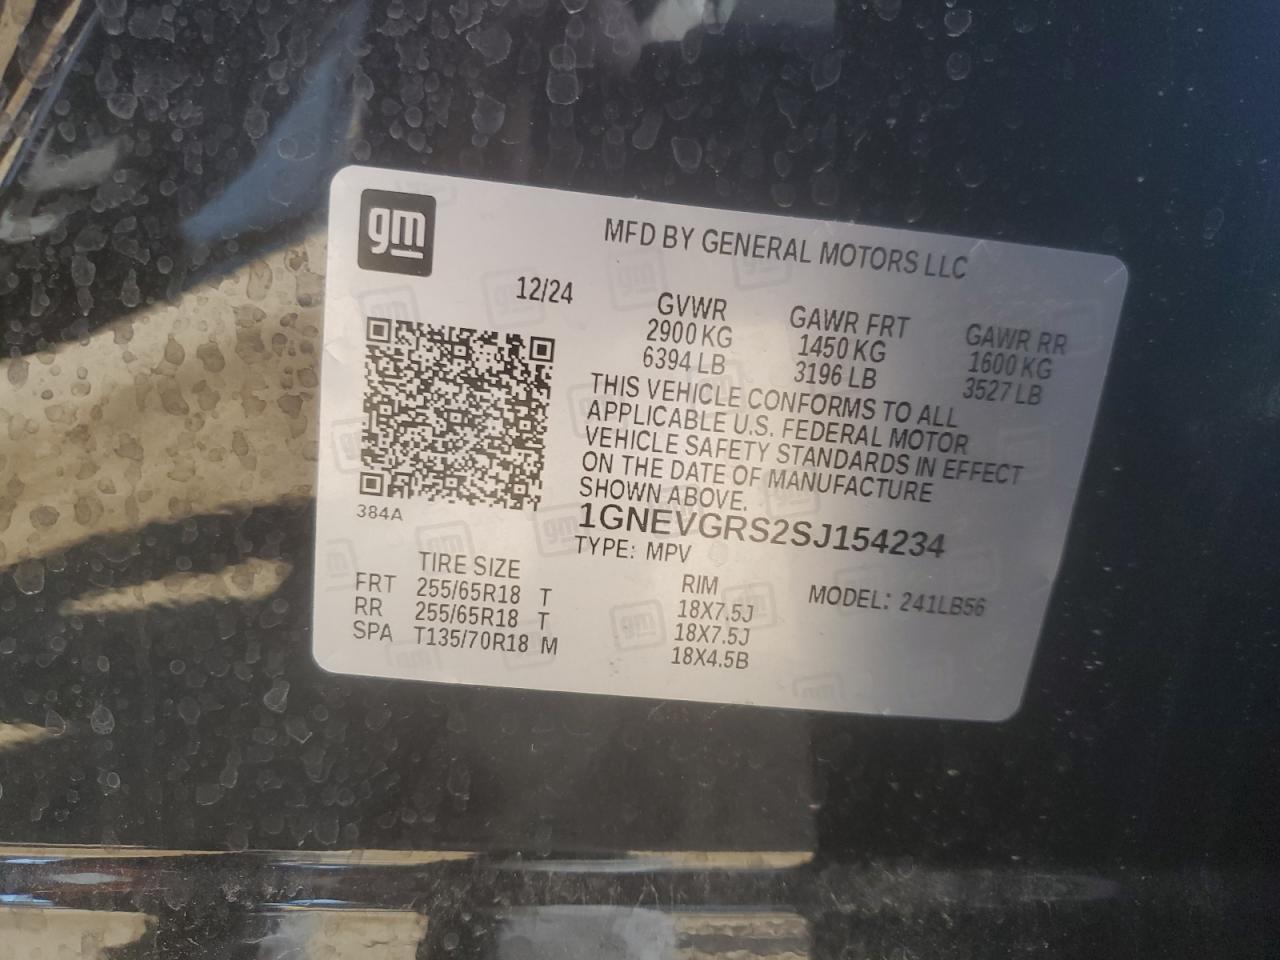 gm
MFD BY GENERAL MOTORS LLC
12/24
GVWR GAWR FRT GAWR RR
2900 KG 1450 KG 1600 KG
6394 LB 3196 LB 3527 LB
THIS VEHICLE CONFORMS TO ALL
APPLICABLE U.S. FEDERAL MOTOR
VEHICLE SAFETY STANDARDS IN EFFECT
ON THE DATE OF MANUFACTURE
SHOWN ABOVE.
384A
1GNEVGRS2SJ154234
TYPE: MPV
TIRE SIZE RIM MODEL: 241LB56
FRT 255/65R18 T 18X7.5J
RR 255/65R18 T 18X7.5J
SPA T135/70R18 M 18X4.5B